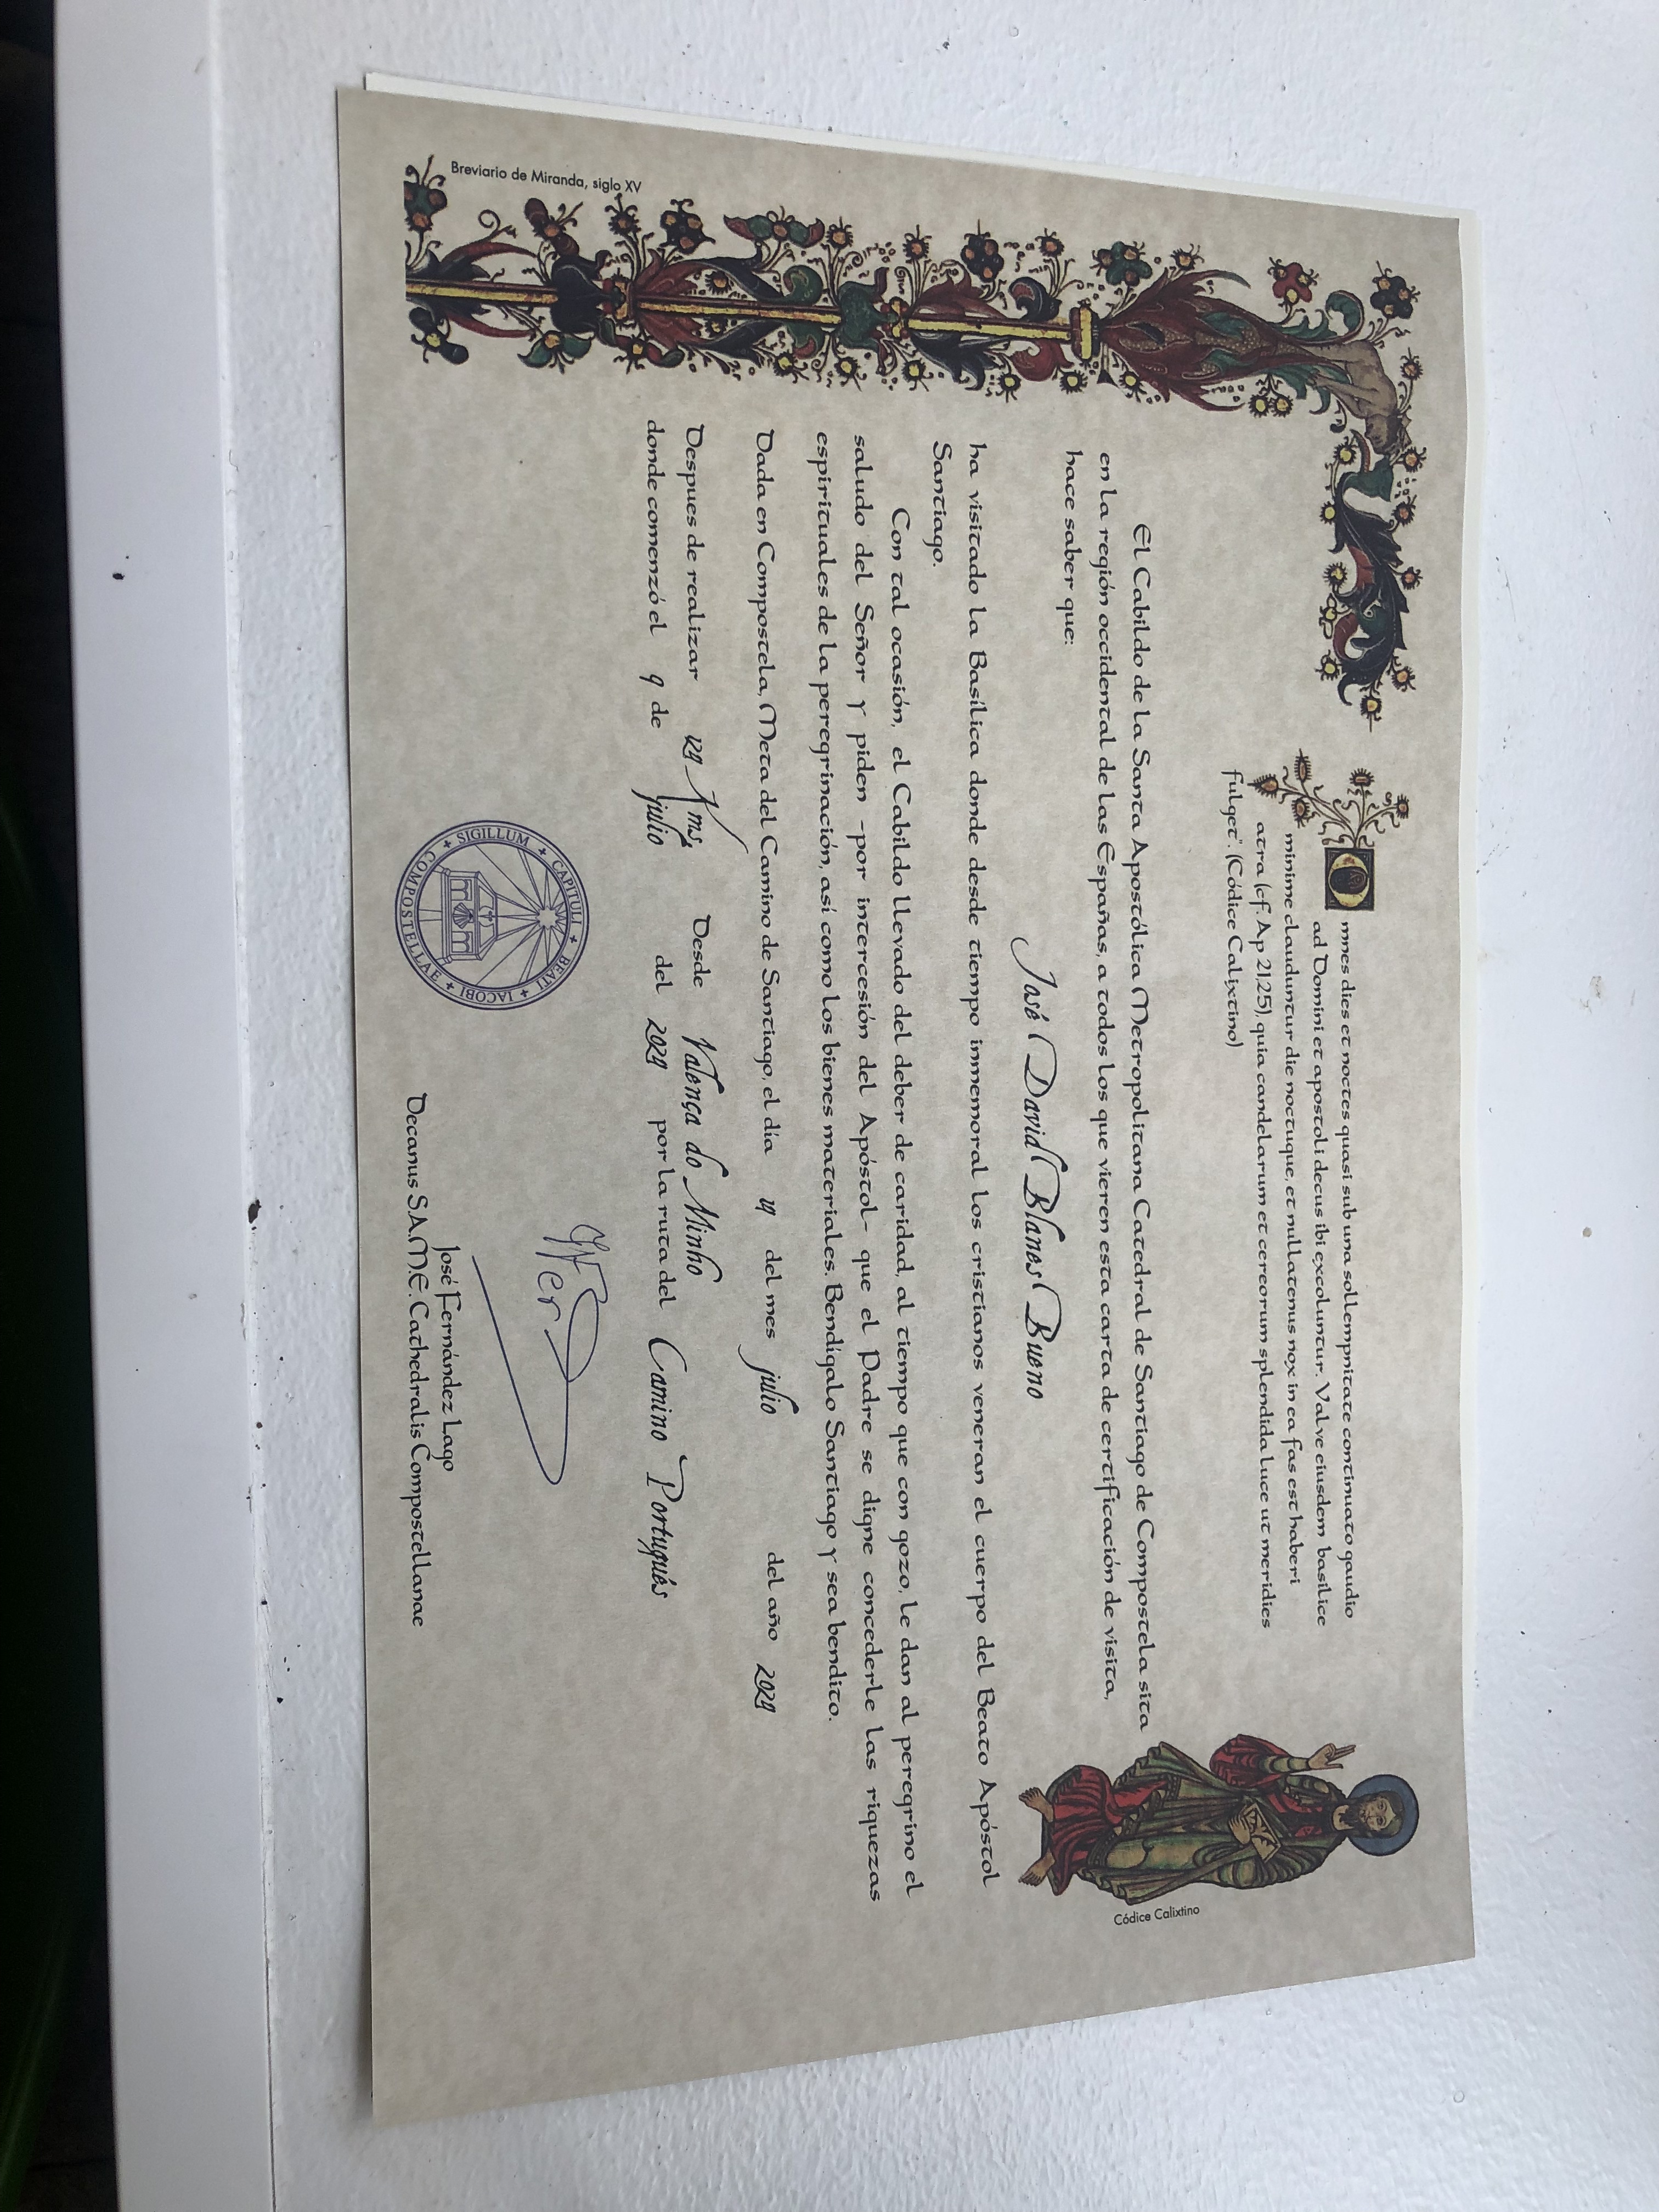 Breviario de Miranda, siglo XV
Omnes dies et noctes quasi sub una sollempnitate continuato gaudio
ad Domini et apostoli decus ibi excoluntur. Valve eiusdem basilice
minime clauduntur die noctuque, et nullatenus nox in ea fas est haberi
atra (cf. Ap 21,25), quia candelarum et cereorum splendida luce ut meridies
fulget". (Códice Calixtino)
Códice Calixtino
El Cabildo de la Santa Apostólica Metropolitana Catedral de Santiago de Compostela sita
en la región occidental de las Españas, a todos los que vieren esta carta de certificación de visita,
hace saber que:
José David Blanes Bueno
ha visitado la Basílica donde desde tiempo inmemoral los cristianos veneran el cuerpo del Beato Apóstol
Santiago.
Con tal ocasión, el Cabildo llevado del deber de caridad, al tiempo que con gozo, le dan al peregrino el
saludo del Señor y piden -por intercesión del Apóstol- que el Padre se digne concederle las riquezas
espirituales de la peregrinación, así como los bienes materiales. Bendígalo Santiago y sea bendito.
Dada en Compostela, Meta del Camino de Santiago, el día 14 del mes julio del año 2024
Despues de realizar 124 kms, Desde Valença do Minho
donde comenzó el 9 de julio del 2024 por la ruta del Camino Portugués
+ SIGILLUM + CAPITULI + BEATI + IACOBI + COMPOSTELLAE
José Fernández Lago
Decanus S.A.M.E. Cathedralis Compostellanae